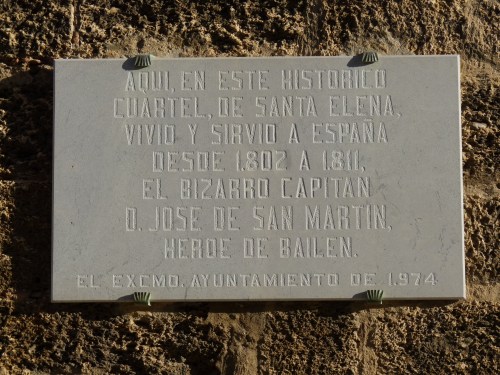 AQUI, EN ESTE HISTORICO
CUARTEL, DE SANTA ELENA,
VIVIO Y SIRVIO A ESPAÑA
DESDE 1.802 A 1.811,
EL BIZARRO CAPITAN
D. JOSE DE SAN MARTIN,
HEROE DE BAILEN.
EL EXCMO. AYUNTAMIENTO DE 1.974